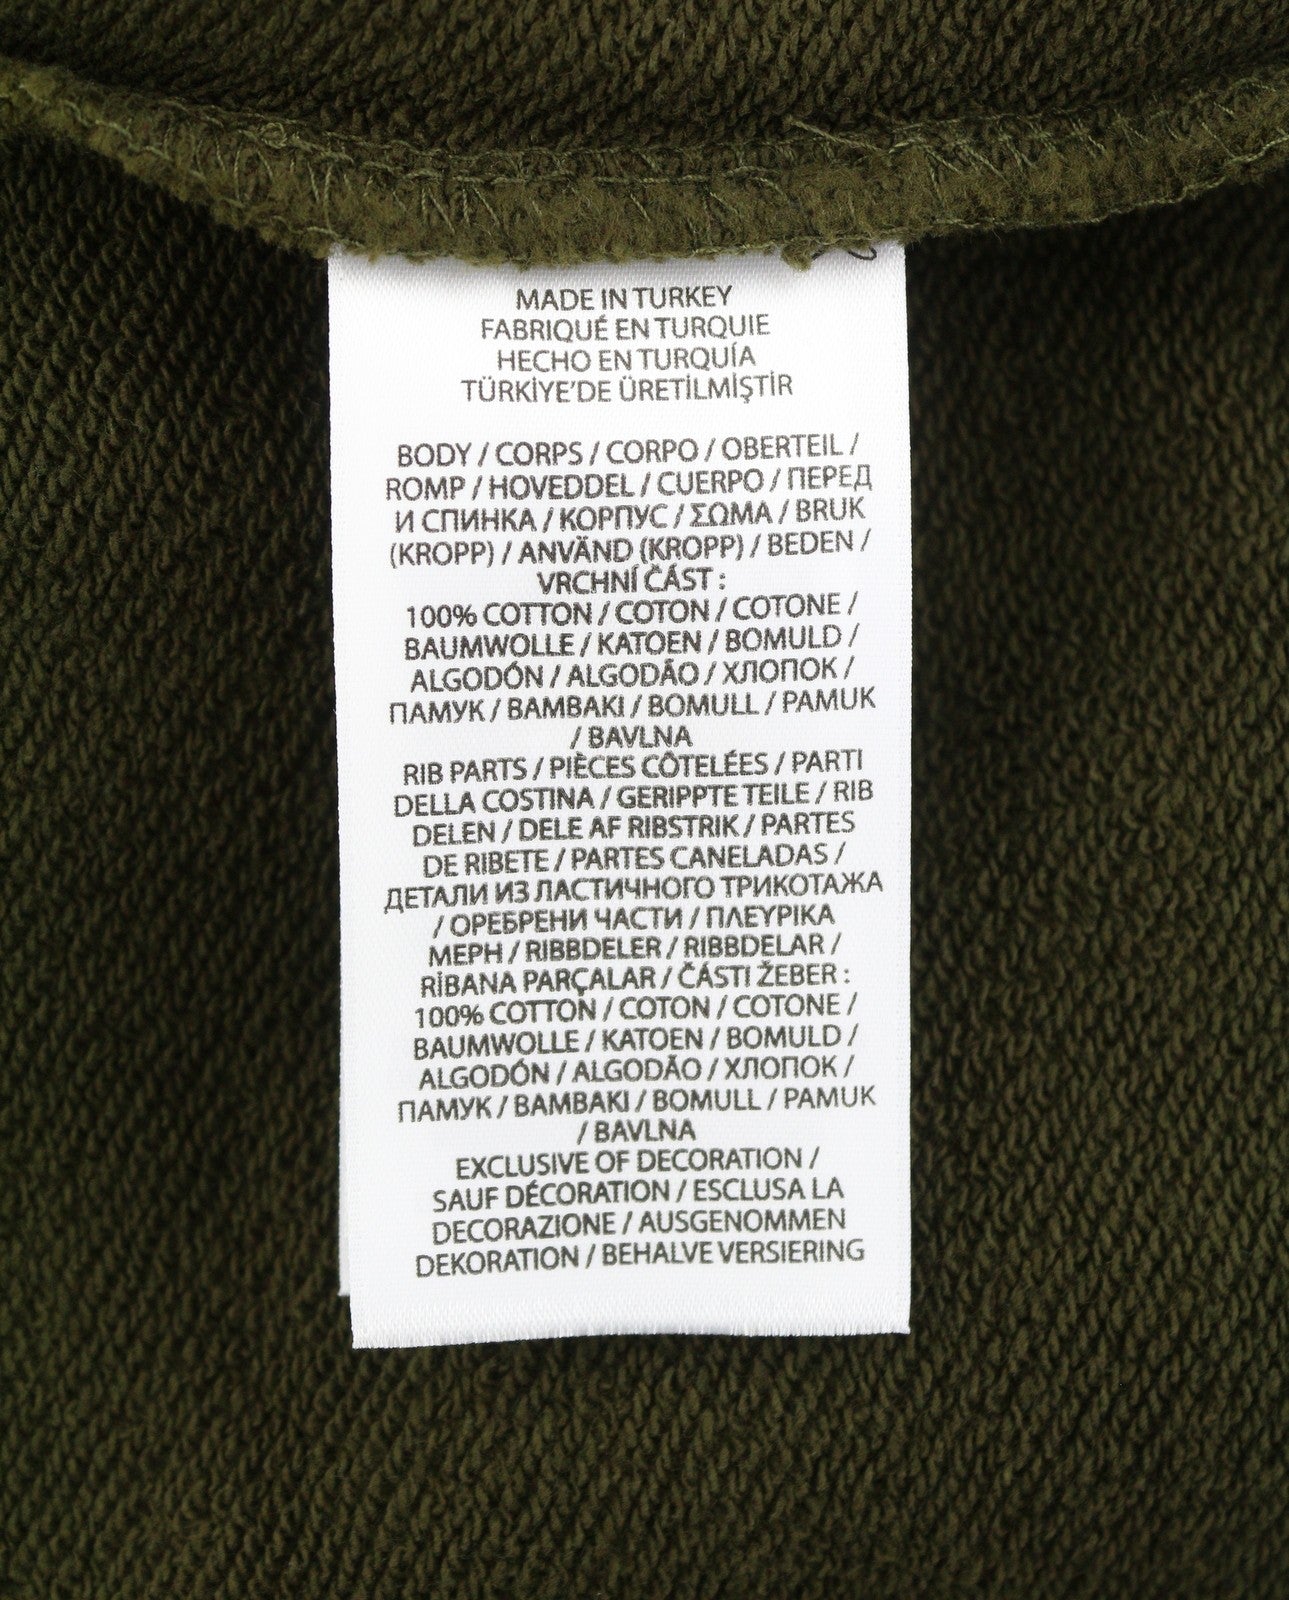 MADE IN TURKEY
FABRIQUÉ EN TURQUIE
HECHO EN TURQUÍA
TÜRKİYE'DE ÜRETİLMİŞTİR
BODY / CORPS / CORPO / OBERTEIL /
ROMP / HOVEDDEL / CUERPO / ПЕРЕД
И СПИНКА / КОРПУС / ΣΩΜΑ / BRUK
(KROPP) / ANVÄND (KROPP) / BEDEN /
VRCHNÍ ČÁST :
100% COTTON / COTON / COTONE /
BAUMWOLLE / KATOEN / BOMULD /
ALGODÓN / ALGODÃO / ХЛОПОК /
ПАМУК / BAMBAKI / BOMULL / PAMUK
/ BAVLNA
RIB PARTS / PIÈCES CÔTELÉES / PARTI
DELLA COSTINA / GERIPPTE TEILE / RIB
DELEN / DELE AF RIBSTRIK / PARTES
DE RIBETE / PARTES CANELADAS /
ДЕТАЛИ ИЗ ЛАСТИЧНОГО ТРИКОТАЖА
/ ОРЕБРЕНИ ЧАСТИ / ΠΛΕΥΡΙΚΑ
ΜΕΡΗ / RIBBDELER / RIBBDELAR /
RİBANA PARÇALAR / ČÁSTI ŽEBER :
100% COTTON / COTON / COTONE /
BAUMWOLLE / KATOEN / BOMULD /
ALGODÓN / ALGODÃO / ХЛОПОК /
ПАМУК / BAMBAKI / BOMULL / PAMUK
/ BAVLNA
EXCLUSIVE OF DECORATION /
SAUF DÉCORATION / ESCLUSA LA
DECORAZIONE / AUSGENOMMEN
DEKORATION / BEHALVE VERSIERING